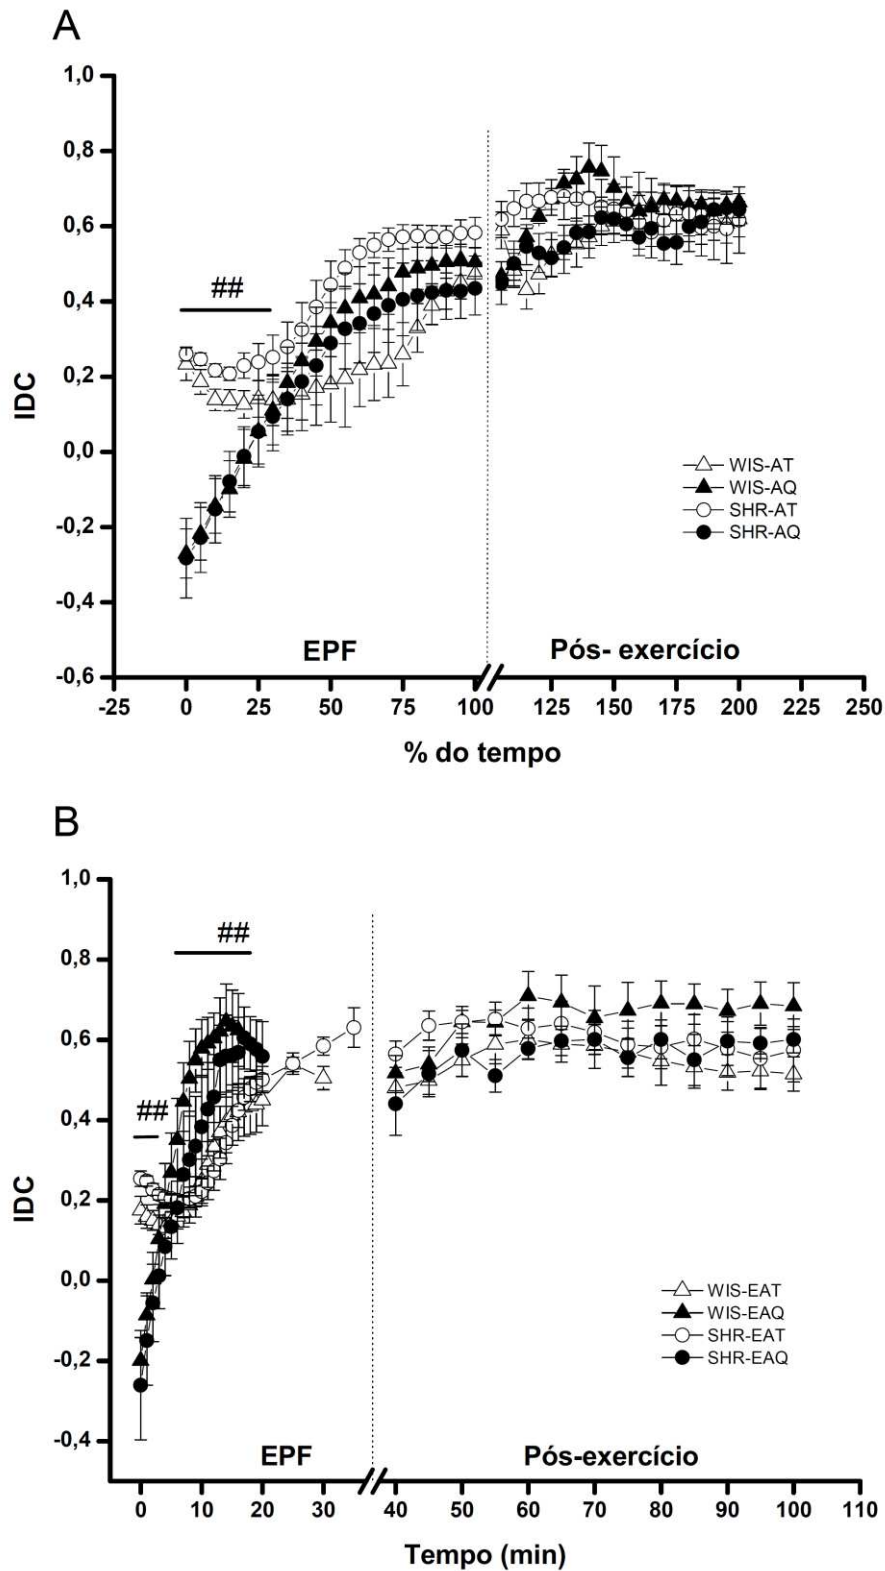 A
1,0
0,8
0,6
0,4
0,2
0,0
-0,2
-0,4
-0,6
IDC
##
WIS-AT
WIS-AQ
SHR-AT
SHR-AQ
EPF
Pós- exercício
-25 0 25 50 75 100 125 150 175 200 225 250
% do tempo
B
1,0
0,8
0,6
0,4
0,2
0,0
-0,2
-0,4
IDC
##
##
WIS-EAT
WIS-EAQ
SHR-EAT
SHR-EAQ
EPF
Pós-exercício
0 10 20 30 40 50 60 70 80 90 100 110
Tempo (min)